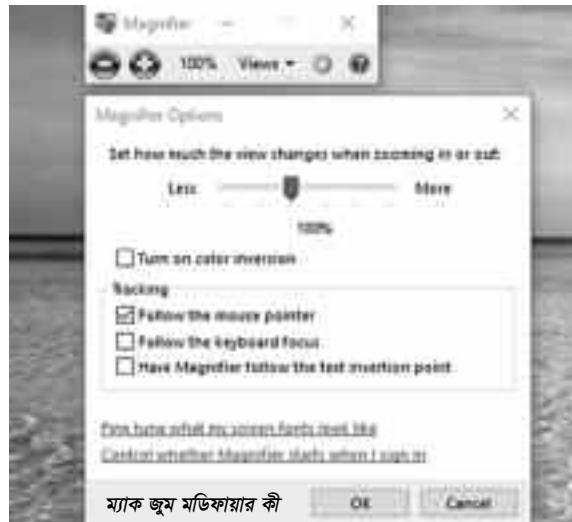 Magnifier
100% Views
Magnifier Options
Set how much the view changes when zooming in or out:
Less More
100%
Turn on color inversion
Tracking
Follow the mouse pointer
Follow the keyboard focus
Have Magnifier follow the text insertion point
Fine tune what my screen fonts look like
Control whether Magnifier starts when I sign in
ম্যাক জুম মডিফায়ার কী
OK Cancel